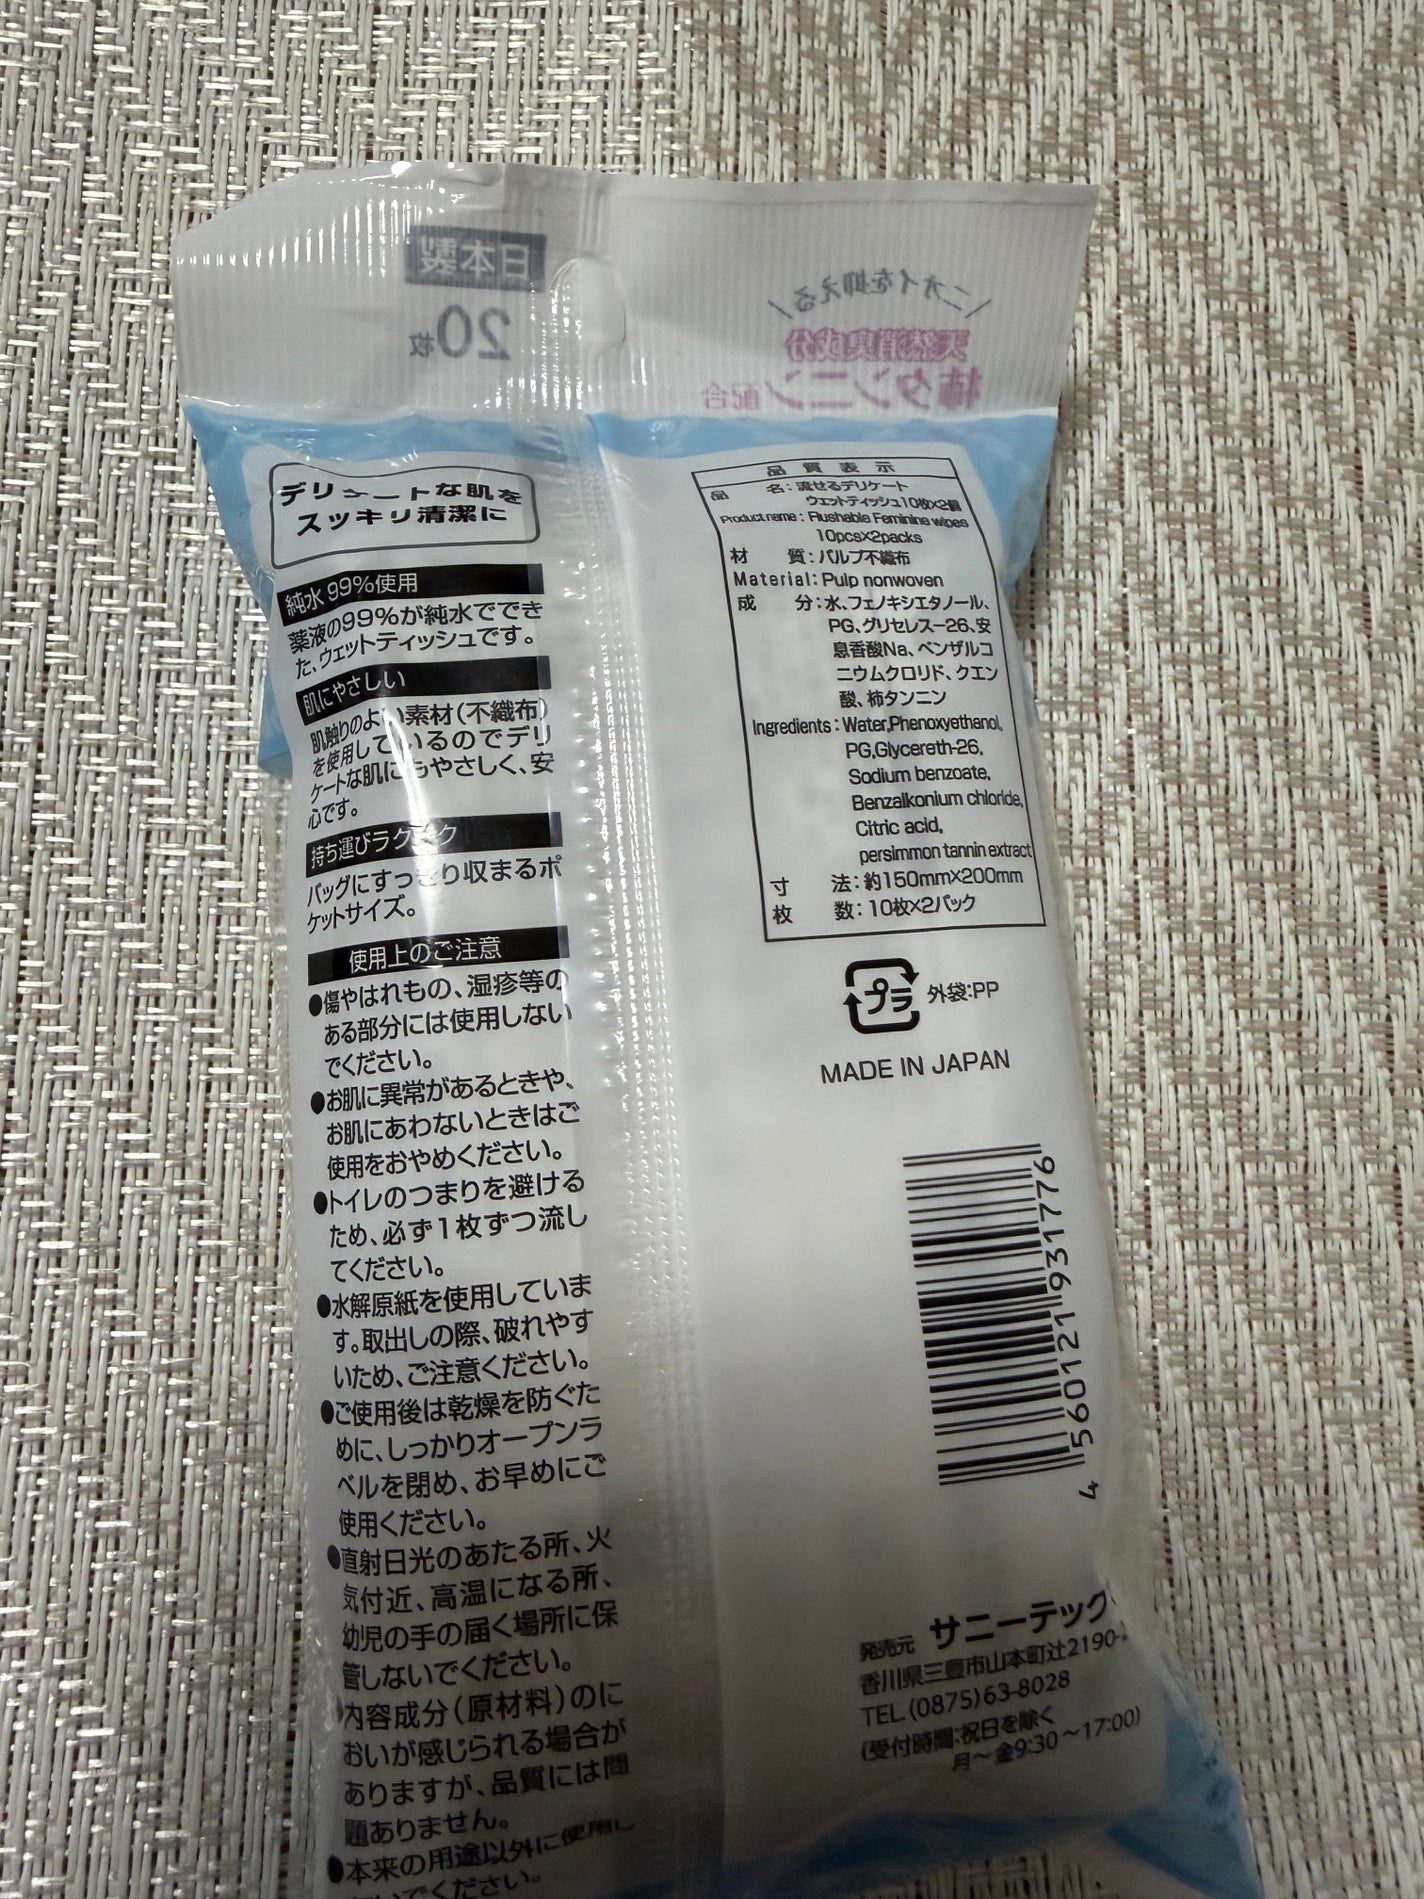 日本製
20枚
ニオイを抑える
天然消臭成分
柿タンニン配合
デリケートな肌を
スッキリ清潔に
純水 99%使用
薬液の99%が純水ででき
た、ウェットティッシュです。
肌にやさしい
肌触りのよい素材(不織布)
を使用しているのでデリ
ケートな肌にもやさしく、安
心です。
持ち運びラクラク
バッグにすっきり収まるポ
ケットサイズ。
使用上のご注意
●傷やはれもの、湿疹等の
ある部分には使用しない
でください。
●お肌に異常があるときや、
お肌にあわないときはご
使用をおやめください。
●トイレのつまりを避ける
ため、必ず1枚ずつ流し
てください。
●水解原紙を使用していま
す。取出しの際、破れやす
いため、ご注意ください。
●ご使用後は乾燥を防ぐた
めに、しっかりオープンラ
ベルを閉め、お早めにご
使用ください。
●直射日光のあたる所、火
気付近、高温になる所、
幼児の手の届く場所に保
管しないでください。
内容成分(原材料)のに
おいが感じられる場合が
ありますが、品質には問
題ありません。
●本来の用途以外に使用し
いでください。
品質表示
品 名:流せるデリケート
ウェットティッシュ10枚×2個
Product name : Flushable Feminine wipes
10pcs×2packs
材 質:パルプ不織布
Material:Pulp nonwoven
成 分:水、フェノキシエタノール、
PG、グリセレス-26、安
息香酸Na、ベンザルコ
ニウムクロリド、クエン
酸、柿タンニン
Ingredients : Water,Phenoxyethanol,
PG,Glycereth-26,
Sodium benzoate,
Benzalkonium chloride,
Citric acid,
persimmon tannin extract
寸 法:約150mm×200mm
枚 数:10枚×2パック
プラ 外袋:PP
MADE IN JAPAN
4 560121 931776
発売元 サニーテック
香川県三豊市山本町辻2190-2
TEL.(0875)63-8028
(受付時間:祝日を除く
月～金9:30～17:00)